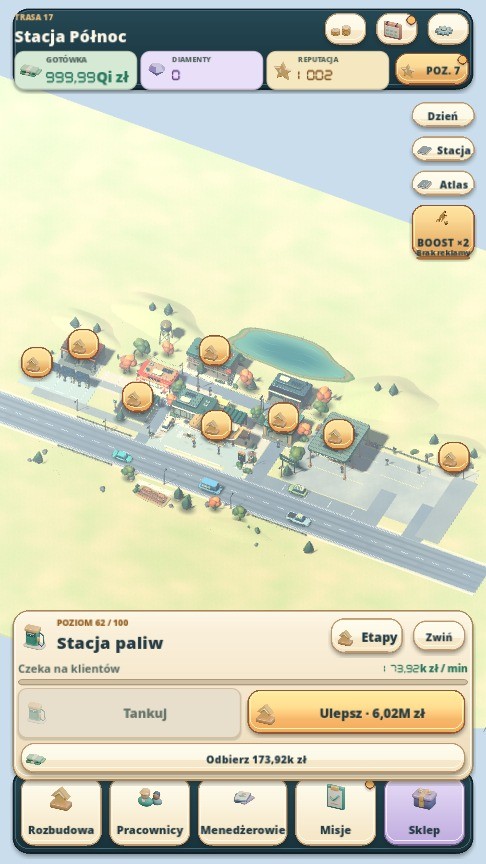 TRASA 17
Stacja Północ
GOTÓWKA
999,99Qi zł
DIAMENTY
0
REPUTACJA
1 002
POZ. 7
Dzień
Stacja
Atlas
BOOST ×2
Brak reklamy
POZIOM 62 / 100
Stacja paliw
Etapy
Zwiń
Czeka na klientów
173,92k zł / min
Tankuj
Ulepsz · 6,02M zł
Odbierz 173,92k zł
Rozbudowa
Pracownicy
Menedżerowie
Misje
Sklep